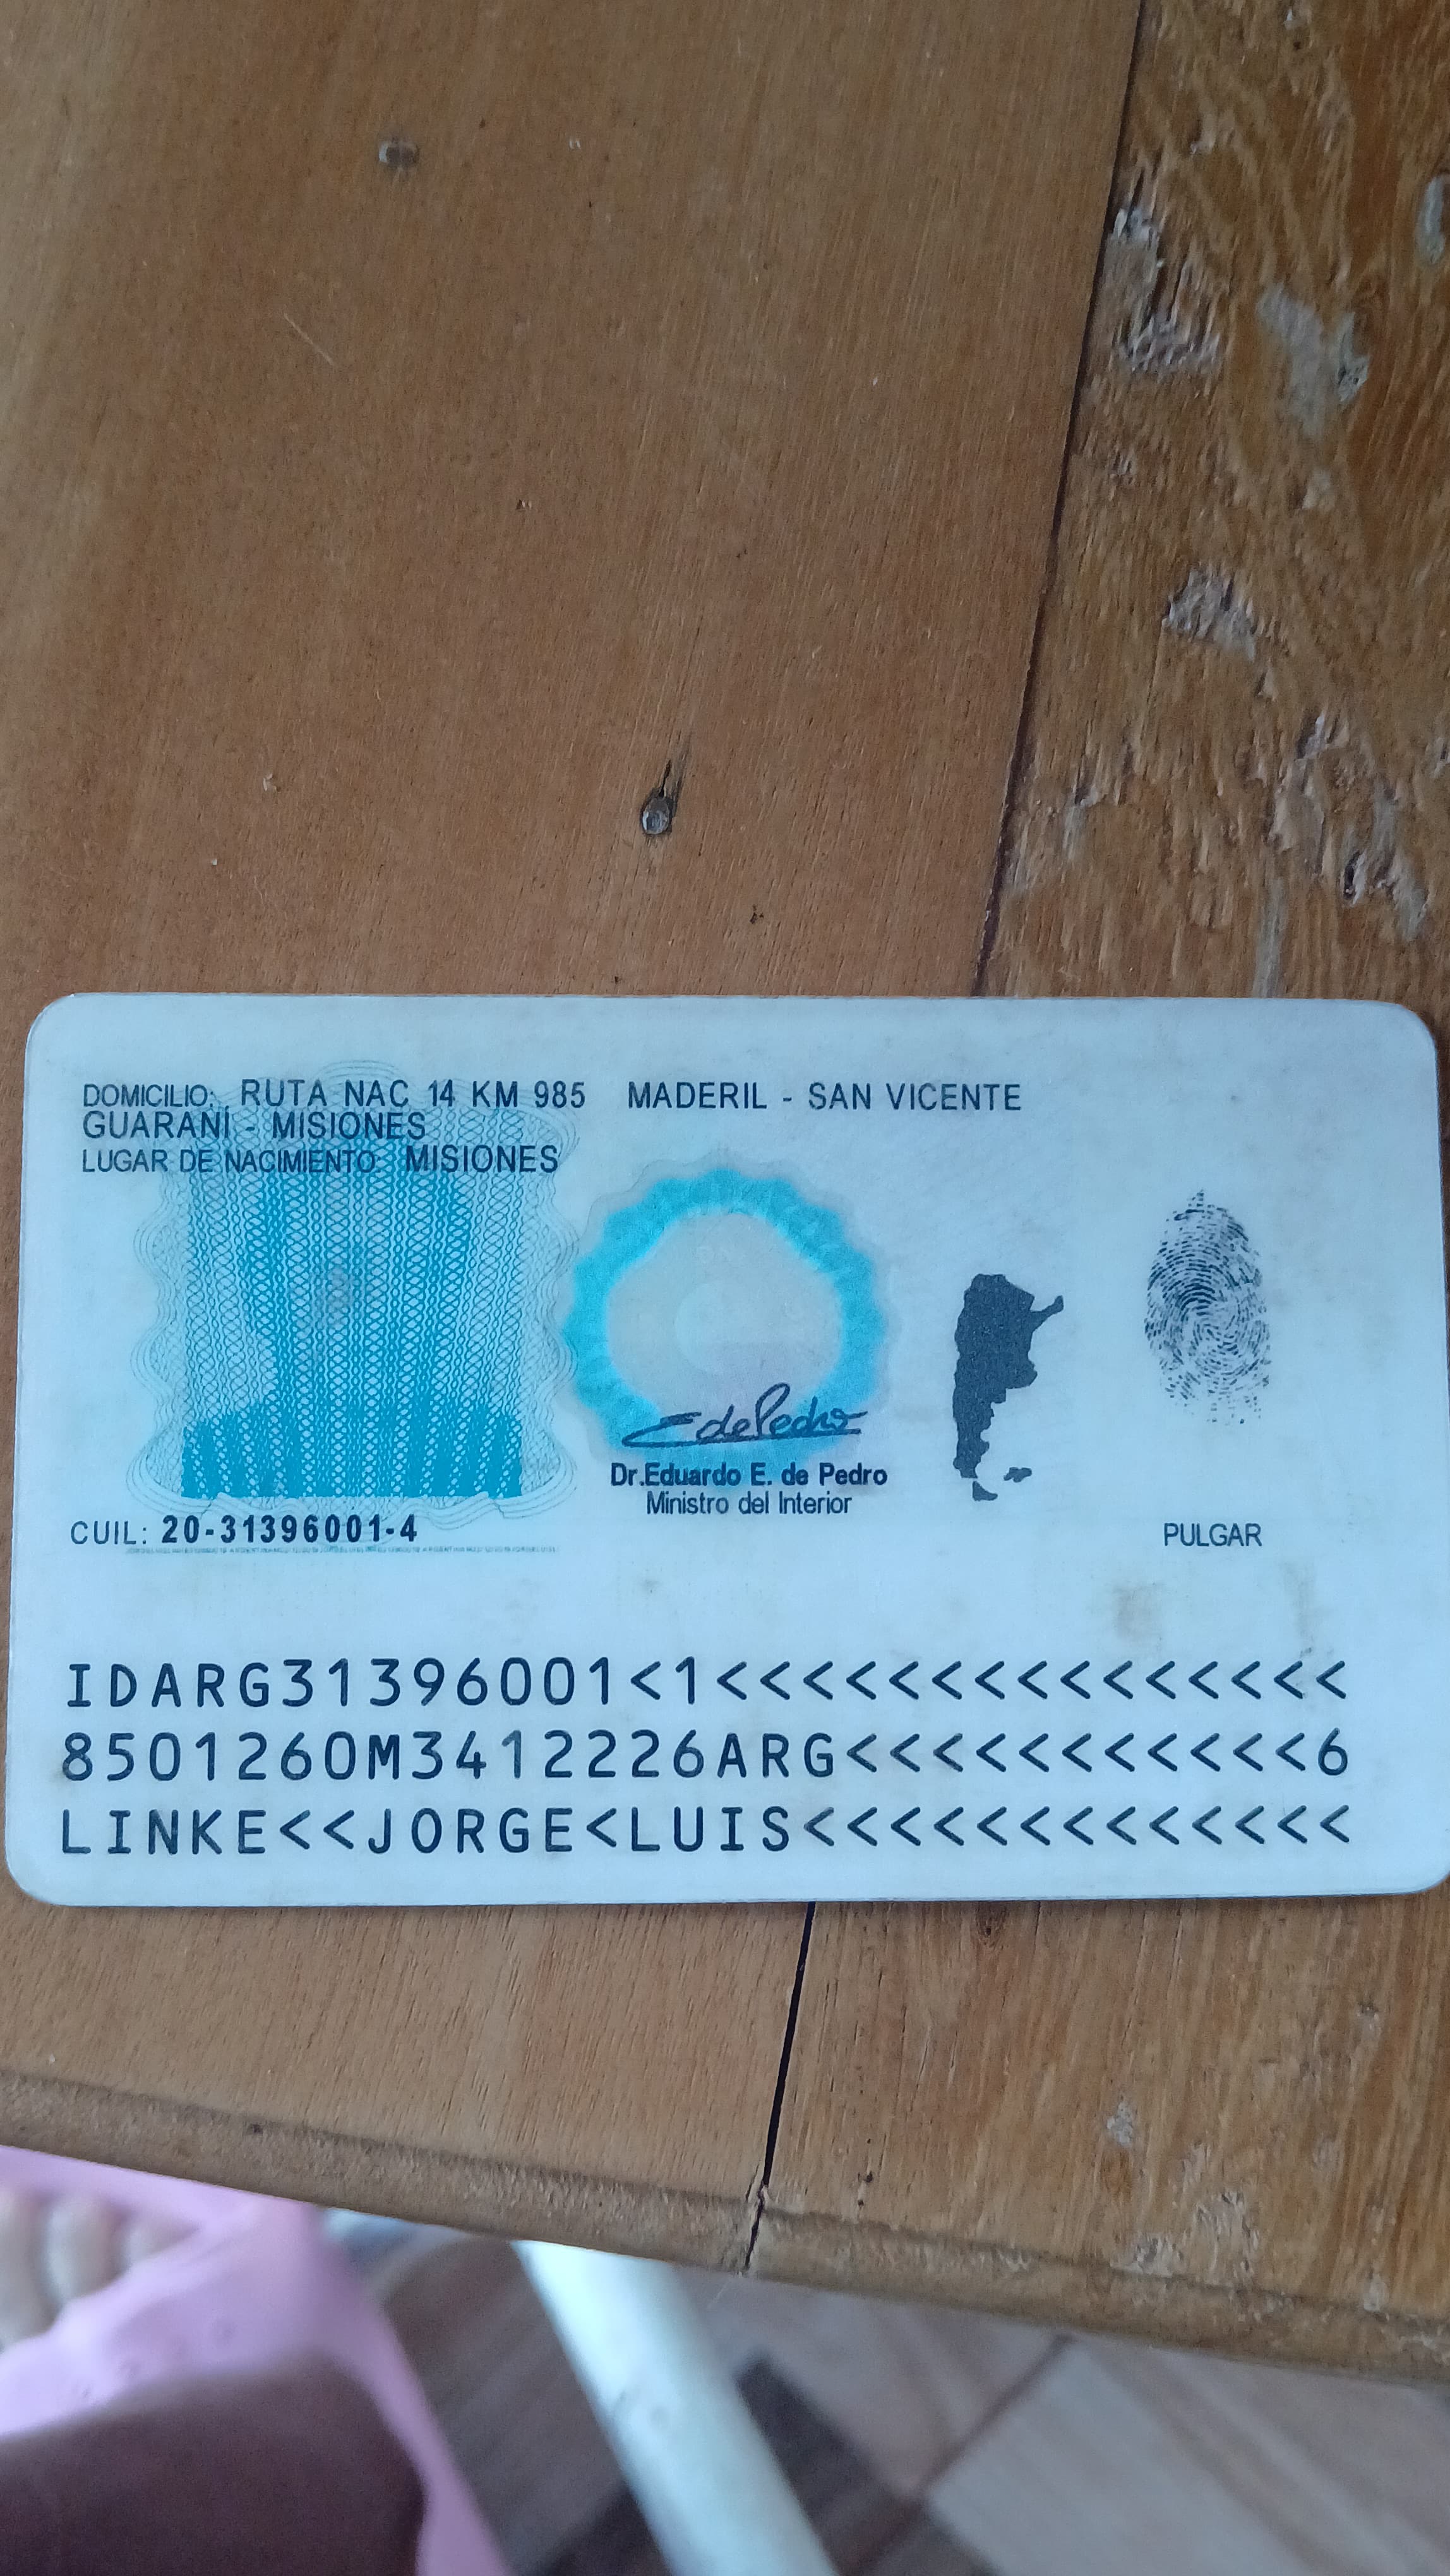 DOMICILIO: RUTA NAC 14 KM 985 MADERIL - SAN VICENTE
GUARANÍ - MISIONES
LUGAR DE NACIMIENTO: MISIONES
EdePedro
Dr.Eduardo E. de Pedro
Ministro del Interior
CUIL: 20-31396001-4
PULGAR
IDARG31396001<1<<<<<<<<<<<<<<<
8501260M3412226ARG<<<<<<<<<<<6
LINKE<<JORGE<LUIS<<<<<<<<<<<<<